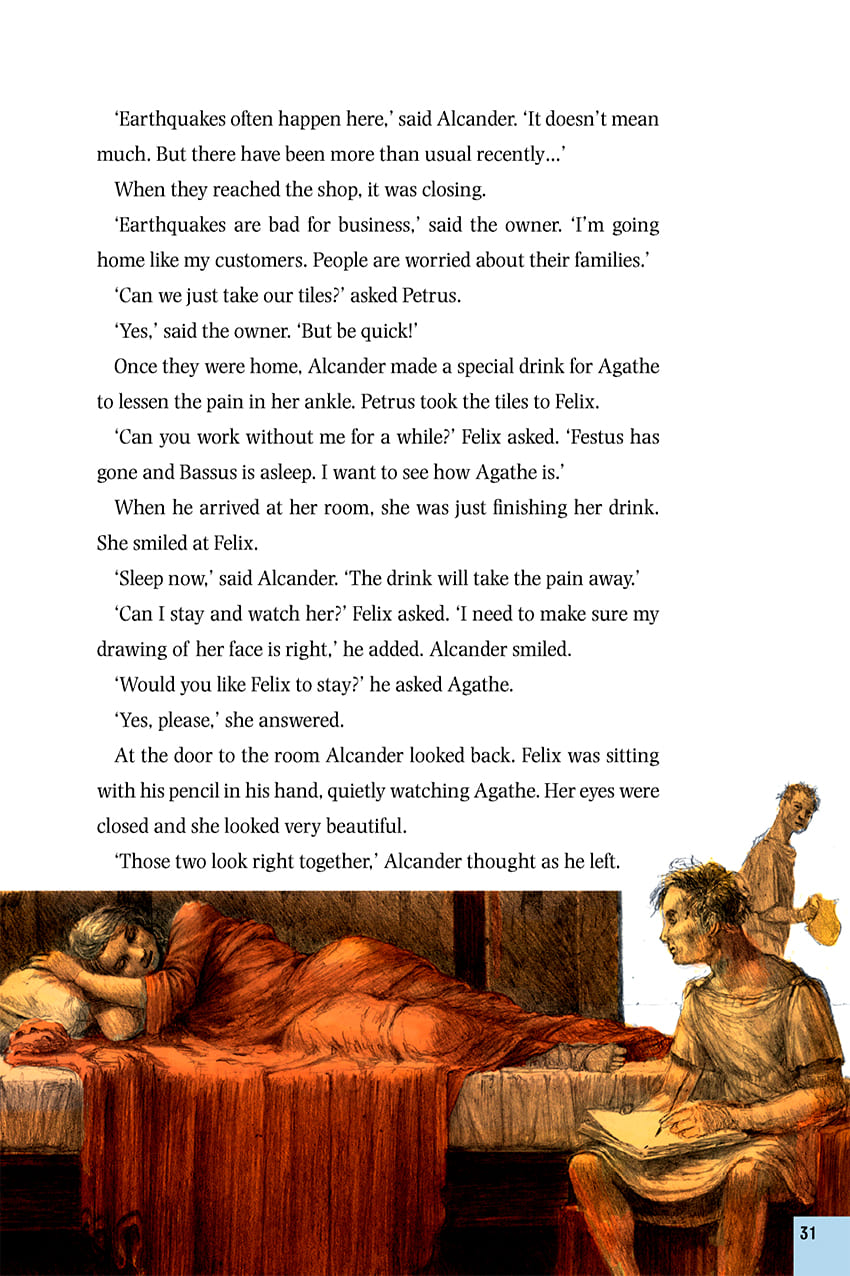 ‘Earthquakes often happen here,’ said Alcander. ‘It doesn’t mean
much. But there have been more than usual recently...’
When they reached the shop, it was closing.
‘Earthquakes are bad for business,’ said the owner. ‘I’m going
home like my customers. People are worried about their families.’
‘Can we just take our tiles?’ asked Petrus.
‘Yes,’ said the owner. ‘But be quick!’
Once they were home, Alcander made a special drink for Agathe
to lessen the pain in her ankle. Petrus took the tiles to Felix.
‘Can you work without me for a while?’ Felix asked. ‘Festus has
gone and Bassus is asleep. I want to see how Agathe is.’
When he arrived at her room, she was just finishing her drink.
She smiled at Felix.
‘Sleep now,’ said Alcander. ‘The drink will take the pain away.’
‘Can I stay and watch her?’ Felix asked. ‘I need to make sure my
drawing of her face is right,’ he added. Alcander smiled.
‘Would you like Felix to stay?’ he asked Agathe.
‘Yes, please,’ she answered.
At the door to the room Alcander looked back. Felix was sitting
with his pencil in his hand, quietly watching Agathe. Her eyes were
closed and she looked very beautiful.
‘Those two look right together,’ Alcander thought as he left.
31